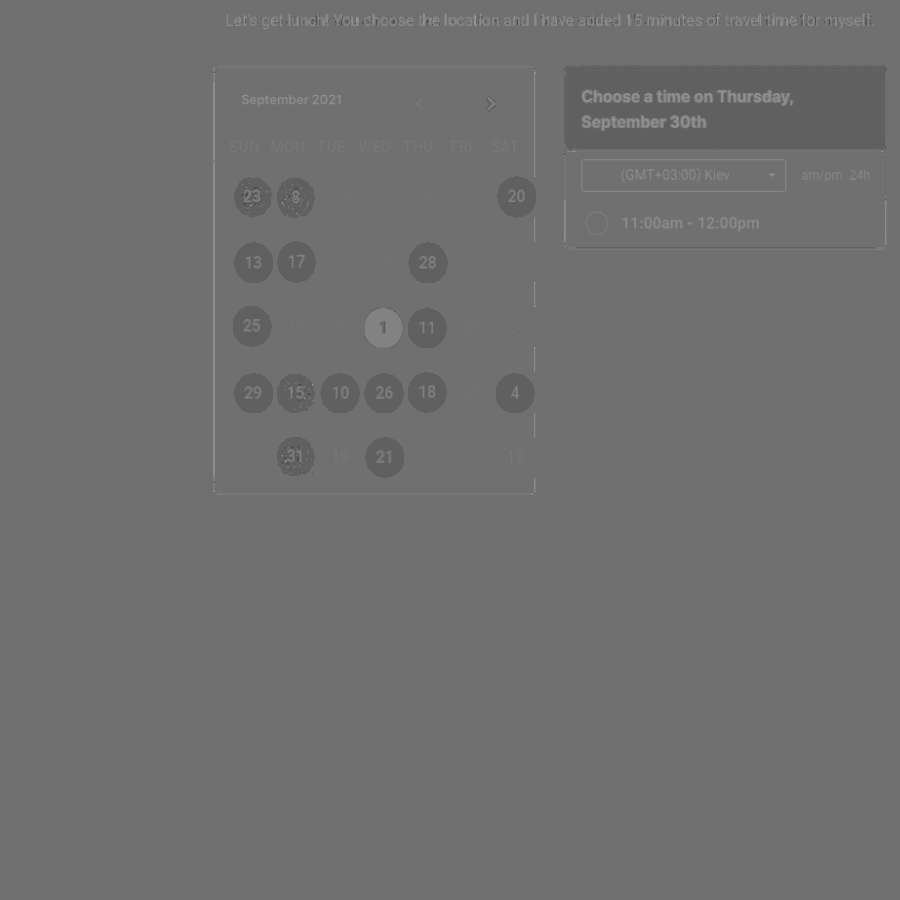 Let's get lunch! You choose the location and I have added 15 minutes of travel time for myself.
September 2021
SUN MON TUE WED THU FRI SAT
23 8 20
13 17 28
25 1 11
29 15 10 26 18 4
31 19 21 19
Choose a time on Thursday,
September 30th
(GMT+03:00) Kiev am/pm 24h
11:00am - 12:00pm